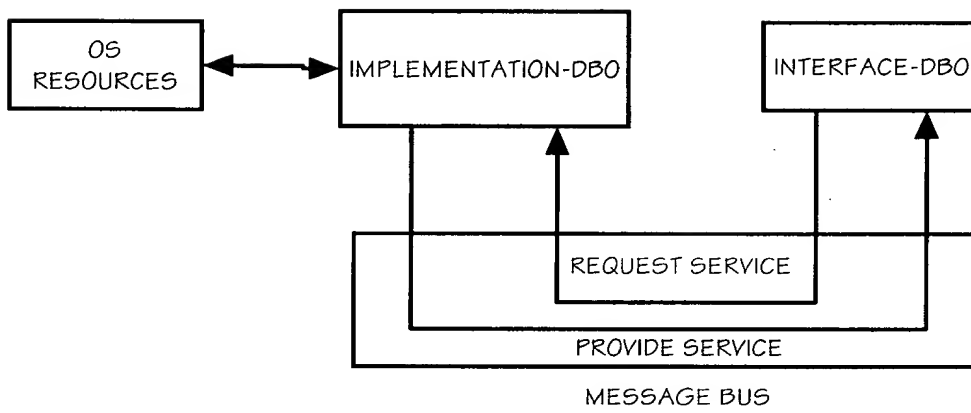 OS
RESOURCES
IMPLEMENTATION-DBO
INTERFACE-DBO
REQUEST SERVICE
PROVIDE SERVICE
MESSAGE BUS